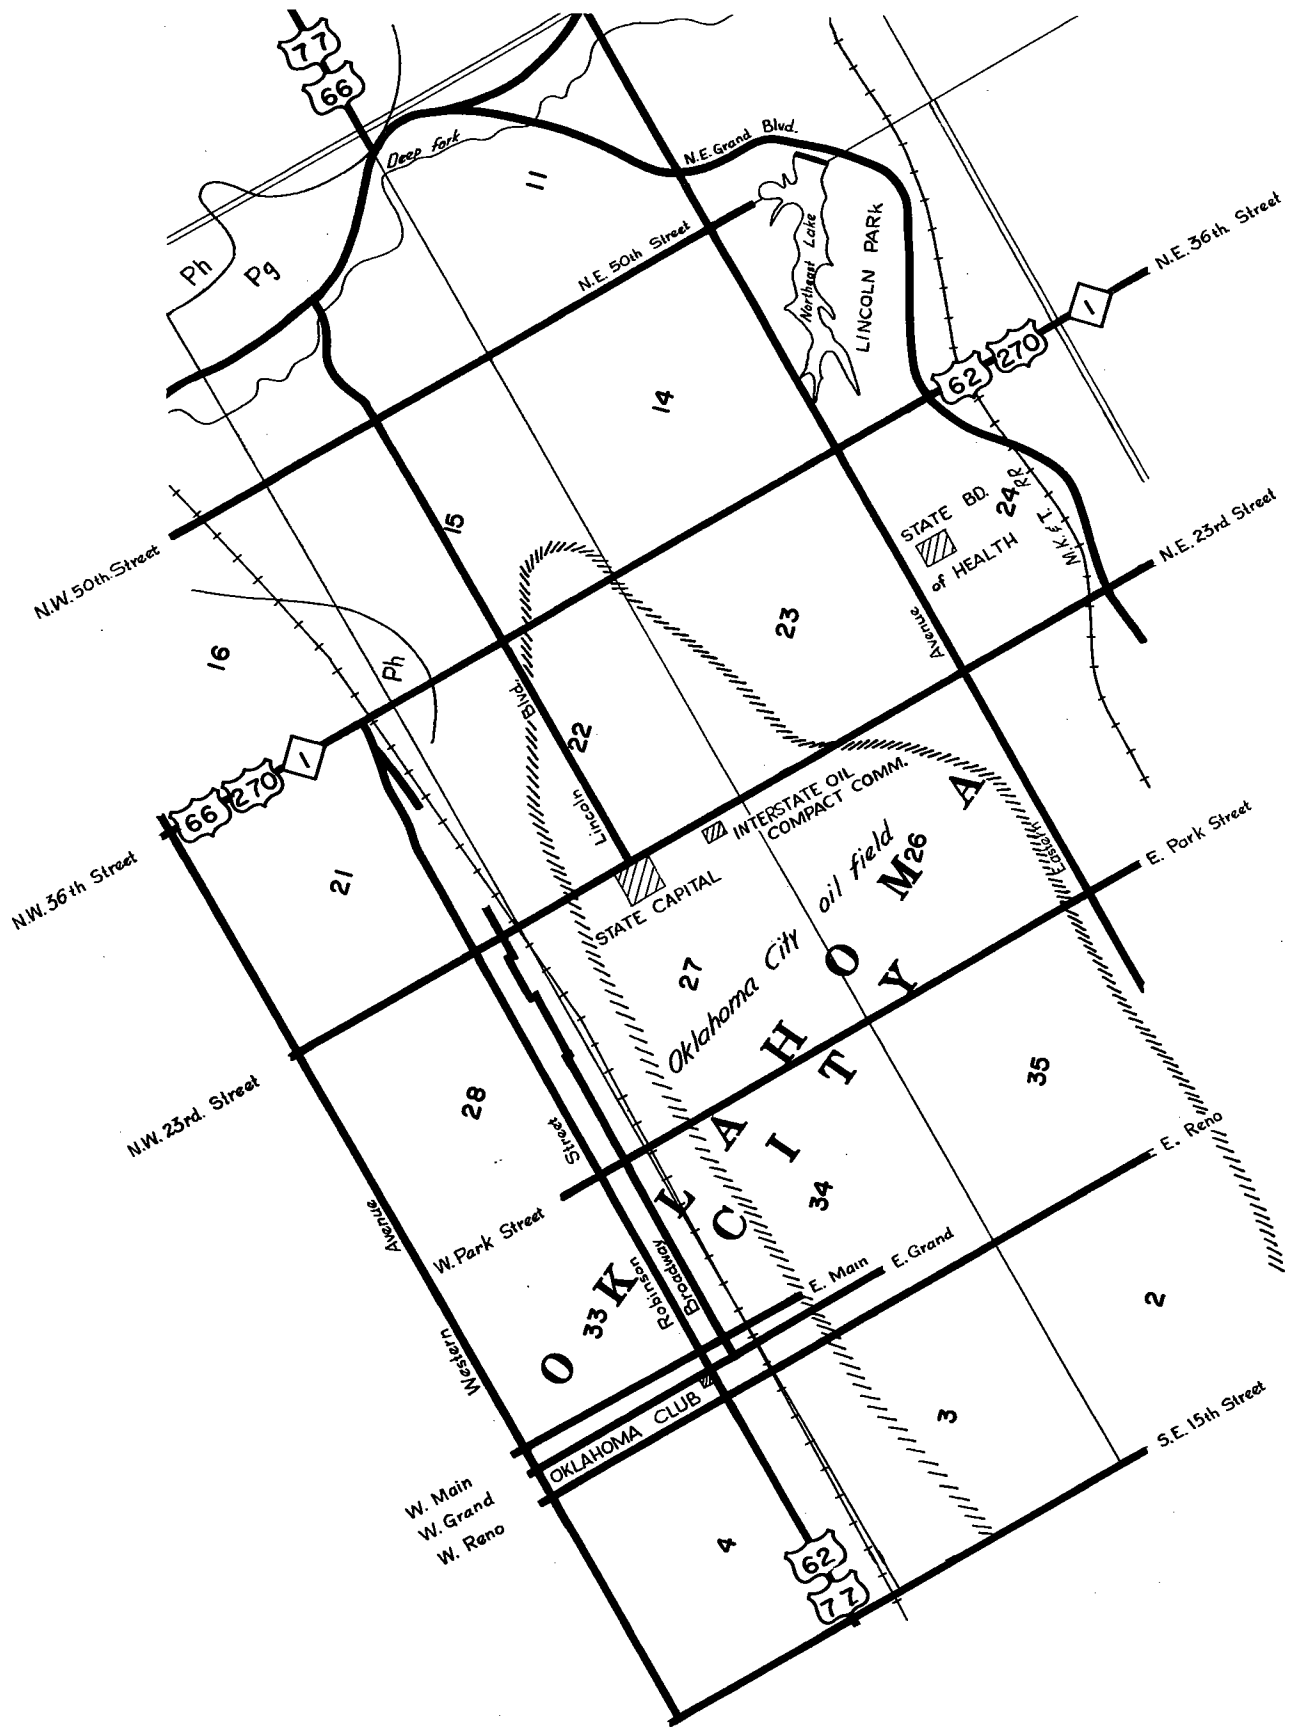 77
66
Deep fork
11
N.E. Grand Blvd.
Ph
Pg
N.E. 50th Street
Northeast Lake
LINCOLN PARK
N.E. 36th Street
1
270
62
14
15
N.W. 50th Street
STATE BD.
of HEALTH
24
M.K.&T. RR
N.E. 23rd Street
16
Ph
23
Avenue
Blvd.
22
Lincoln
1
270
66
N.W. 36th Street
21
INTERSTATE OIL
COMPACT COMM.
STATE CAPITAL
Eastern
E. Park Street
26
27
Oklahoma City oil field
OKLAHOMA
CITY
35
28
N.W. 23rd. Street
Street
Avenue
W. Park Street
34
E. Reno
33
Robinson
Broadway
E. Main
E. Grand
2
Western
OKLAHOMA CLUB
3
S.E. 15th Street
W. Main
W. Grand
W. Reno
4
62
77